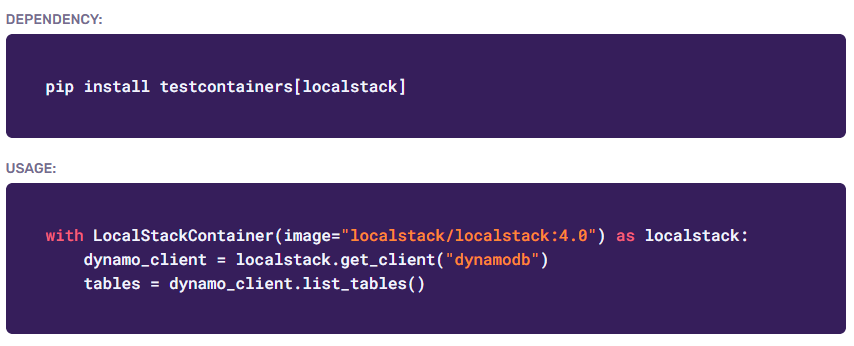 DEPENDENCY:
pip install testcontainers[localstack]
USAGE:
with LocalStackContainer(image="localstack/localstack:4.0") as localstack:
    dynamo_client = localstack.get_client("dynamodb")
    tables = dynamo_client.list_tables()